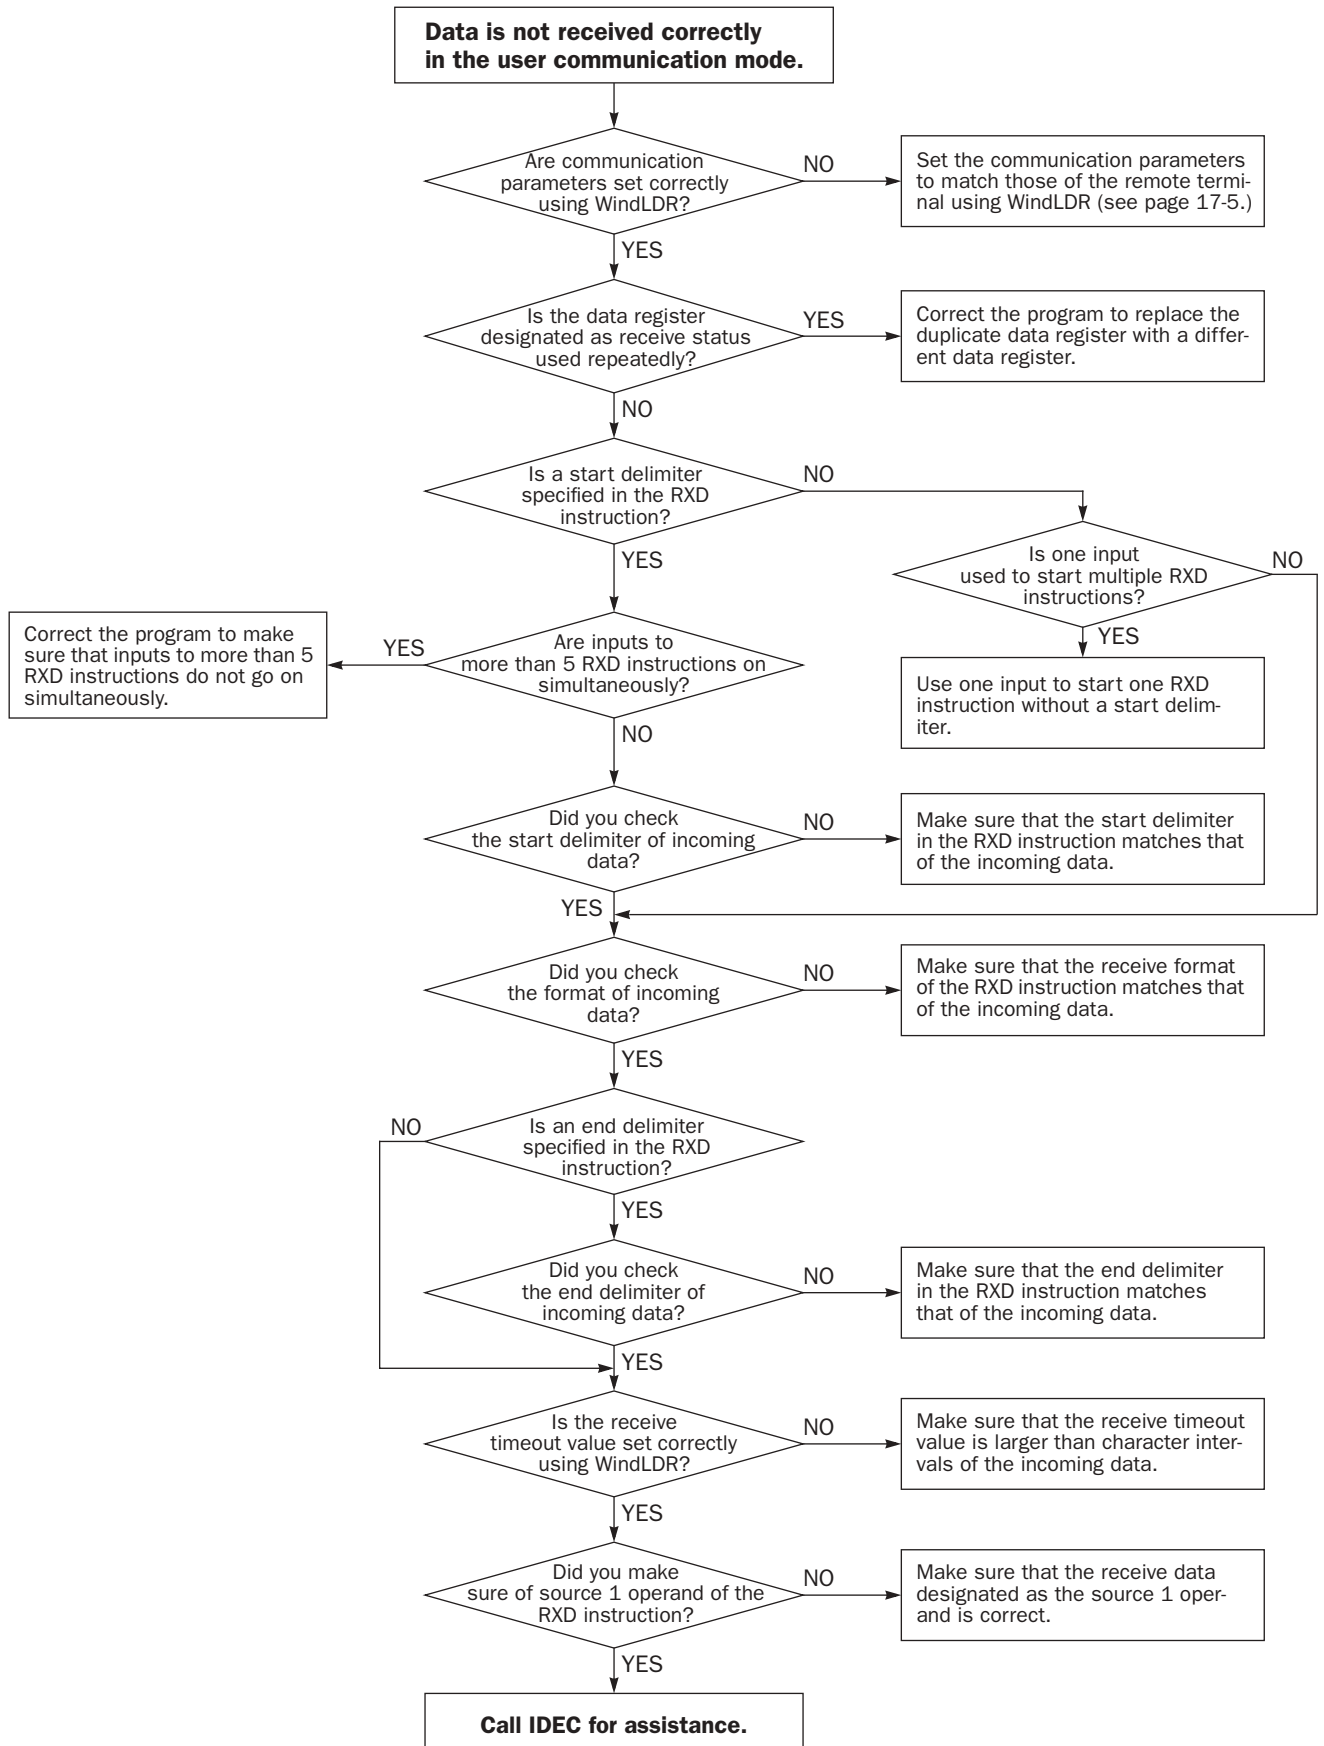 Data is not received correctly
in the user communication mode.
Are communication
parameters set correctly
using WindLDR?
NO
Set the communication parameters
to match those of the remote termi-
nal using WindLDR (see page 17-5.)
YES
Is the data register
designated as receive status
used repeatedly?
YES
Correct the program to replace the
duplicate data register with a differ-
ent data register.
NO
Is a start delimiter
specified in the RXD
instruction?
NO
Is one input
used to start multiple RXD
instructions?
NO
YES
Use one input to start one RXD
instruction without a start delim-
iter.
YES
Are inputs to
more than 5 RXD instructions on
simultaneously?
YES
Correct the program to make
sure that inputs to more than 5
RXD instructions do not go on
simultaneously.
NO
Did you check
the start delimiter of incoming
data?
NO
Make sure that the start delimiter
in the RXD instruction matches that
of the incoming data.
YES
Did you check
the format of incoming
data?
NO
Make sure that the receive format
of the RXD instruction matches that
of the incoming data.
YES
Is an end delimiter
specified in the RXD
instruction?
NO
YES
Did you check
the end delimiter of
incoming data?
NO
Make sure that the end delimiter
in the RXD instruction matches
that of the incoming data.
YES
Is the receive
timeout value set correctly
using WindLDR?
NO
Make sure that the receive timeout
value is larger than character inter-
vals of the incoming data.
YES
Did you make
sure of source 1 operand of the
RXD instruction?
NO
Make sure that the receive data
designated as the source 1 oper-
and is correct.
YES
Call IDEC for assistance.